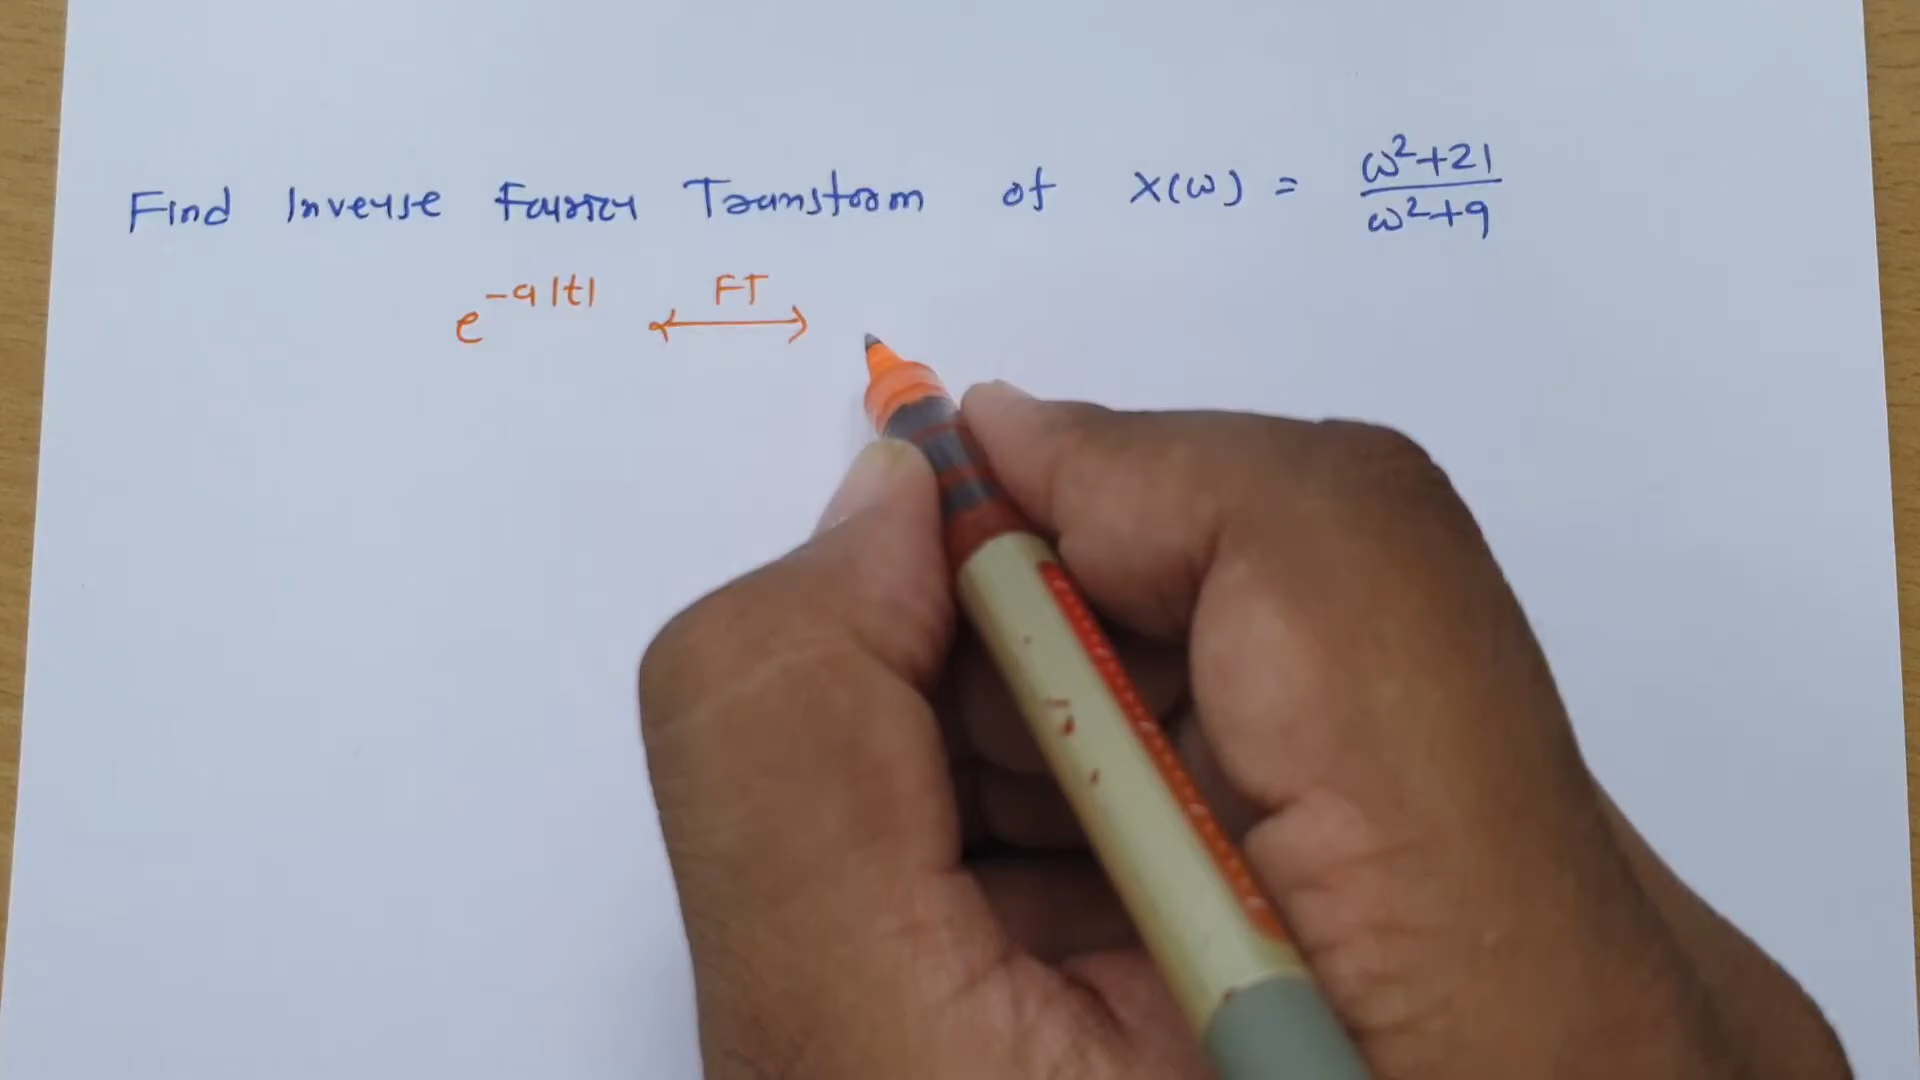 Find Inverse Fourier Transform of X(ω) = (ω²+21)/(ω²+9)
e^(-a|t|) ⟷ FT